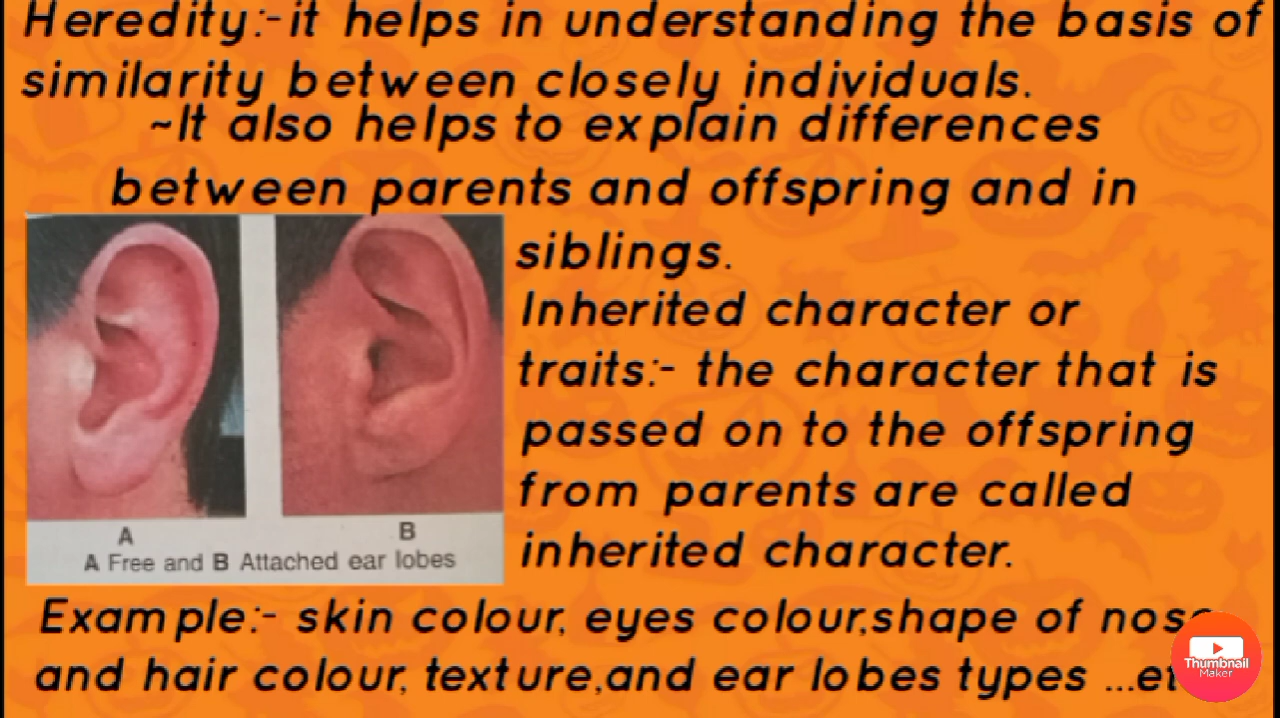 Heredity:-it helps in understanding the basis of
similarity between closely individuals.
~It also helps to explain differences
between parents and offspring and in
siblings.
Inherited character or
traits:- the character that is
passed on to the offspring
from parents are called
inherited character.
A B
A Free and B Attached ear lobes
Example:- skin colour, eyes colour,shape of nose
and hair colour, texture,and ear lobes types ...et
Thumbnail
Maker